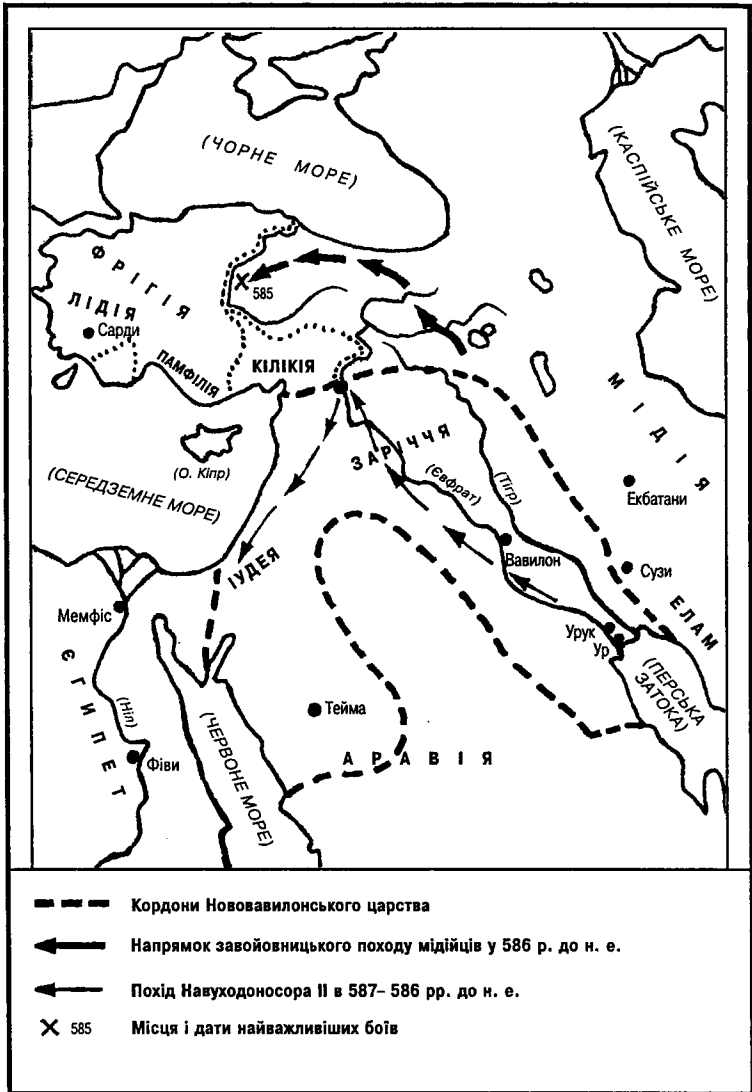 (ЧОРНЕ МОРЕ)
(КАСПІЙСЬКЕ МОРЕ)
ФРІГІЯ
585
ЛІДІЯ
Сарди
ПАМФІЛІЯ
КІЛІКІЯ
МІДІЯ
ЗАРІЧЧЯ
(О. Кіпр)
(Євфрат)
(Тігр)
(СЕРЕДЗЕМНЕ МОРЕ)
Екбатани
Вавилон
Сузи
ІУДЕЯ
Мемфіс
ЕЛАМ
Урук
Ур
ЄГИПЕТ
(Ніл)
(ПЕРСЬКА
ЗАТОКА)
Тейма
(ЧЕРВОНЕ МОРЕ)
Фіви
АРАВІЯ
Кордони Нововавилонського царства
Напрямок завойовницького походу мідійців у 586 р. до н. е.
Похід Навуходоносора II в 587– 586 рр. до н. е.
585 Місця і дати найважливіших боїв